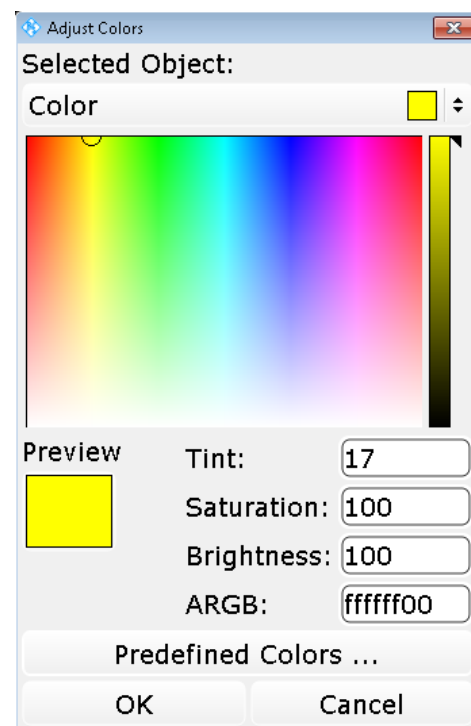 Adjust Colors
Selected Object:
Color
Preview
Tint: 17
Saturation: 100
Brightness: 100
ARGB: ffffff00
Predefined Colors ...
OK Cancel